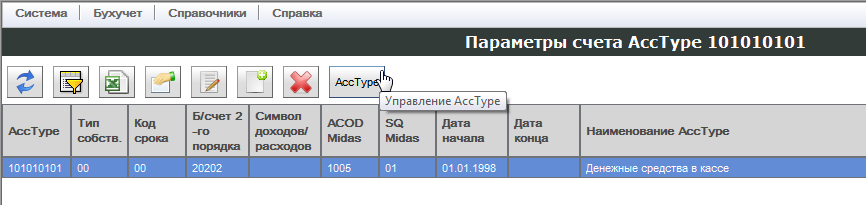 Система Бухучет Справочники Справка
Параметры счета AccType 101010101
AccType
Управление AccType
AccType Тип собств. Код срока Б/счет 2 -го порядка Символ доходов/ расходов ACOD Midas SQ Midas Дата начала Дата конца Наименование AccType
101010101 00 00 20202 1005 01 01.01.1998 Денежные средства в кассе